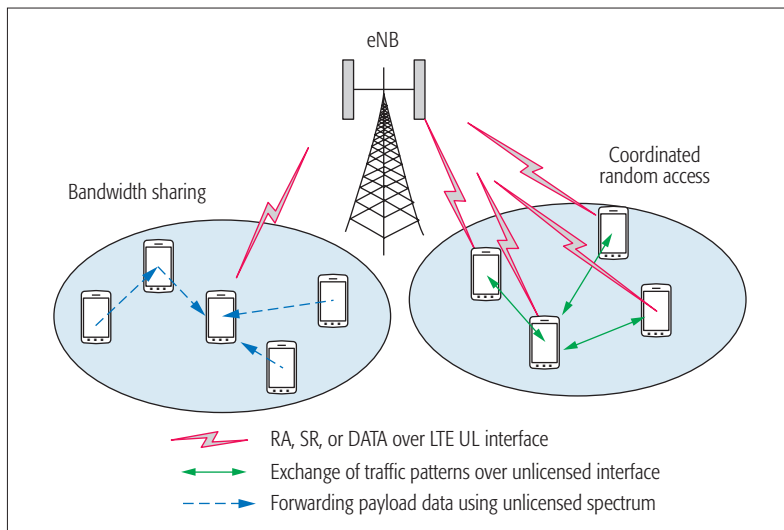 eNB
Bandwidth sharing
Coordinated
random access
RA, SR, or DATA over LTE UL interface
Exchange of traffic patterns over unlicensed interface
Forwarding payload data using unlicensed spectrum